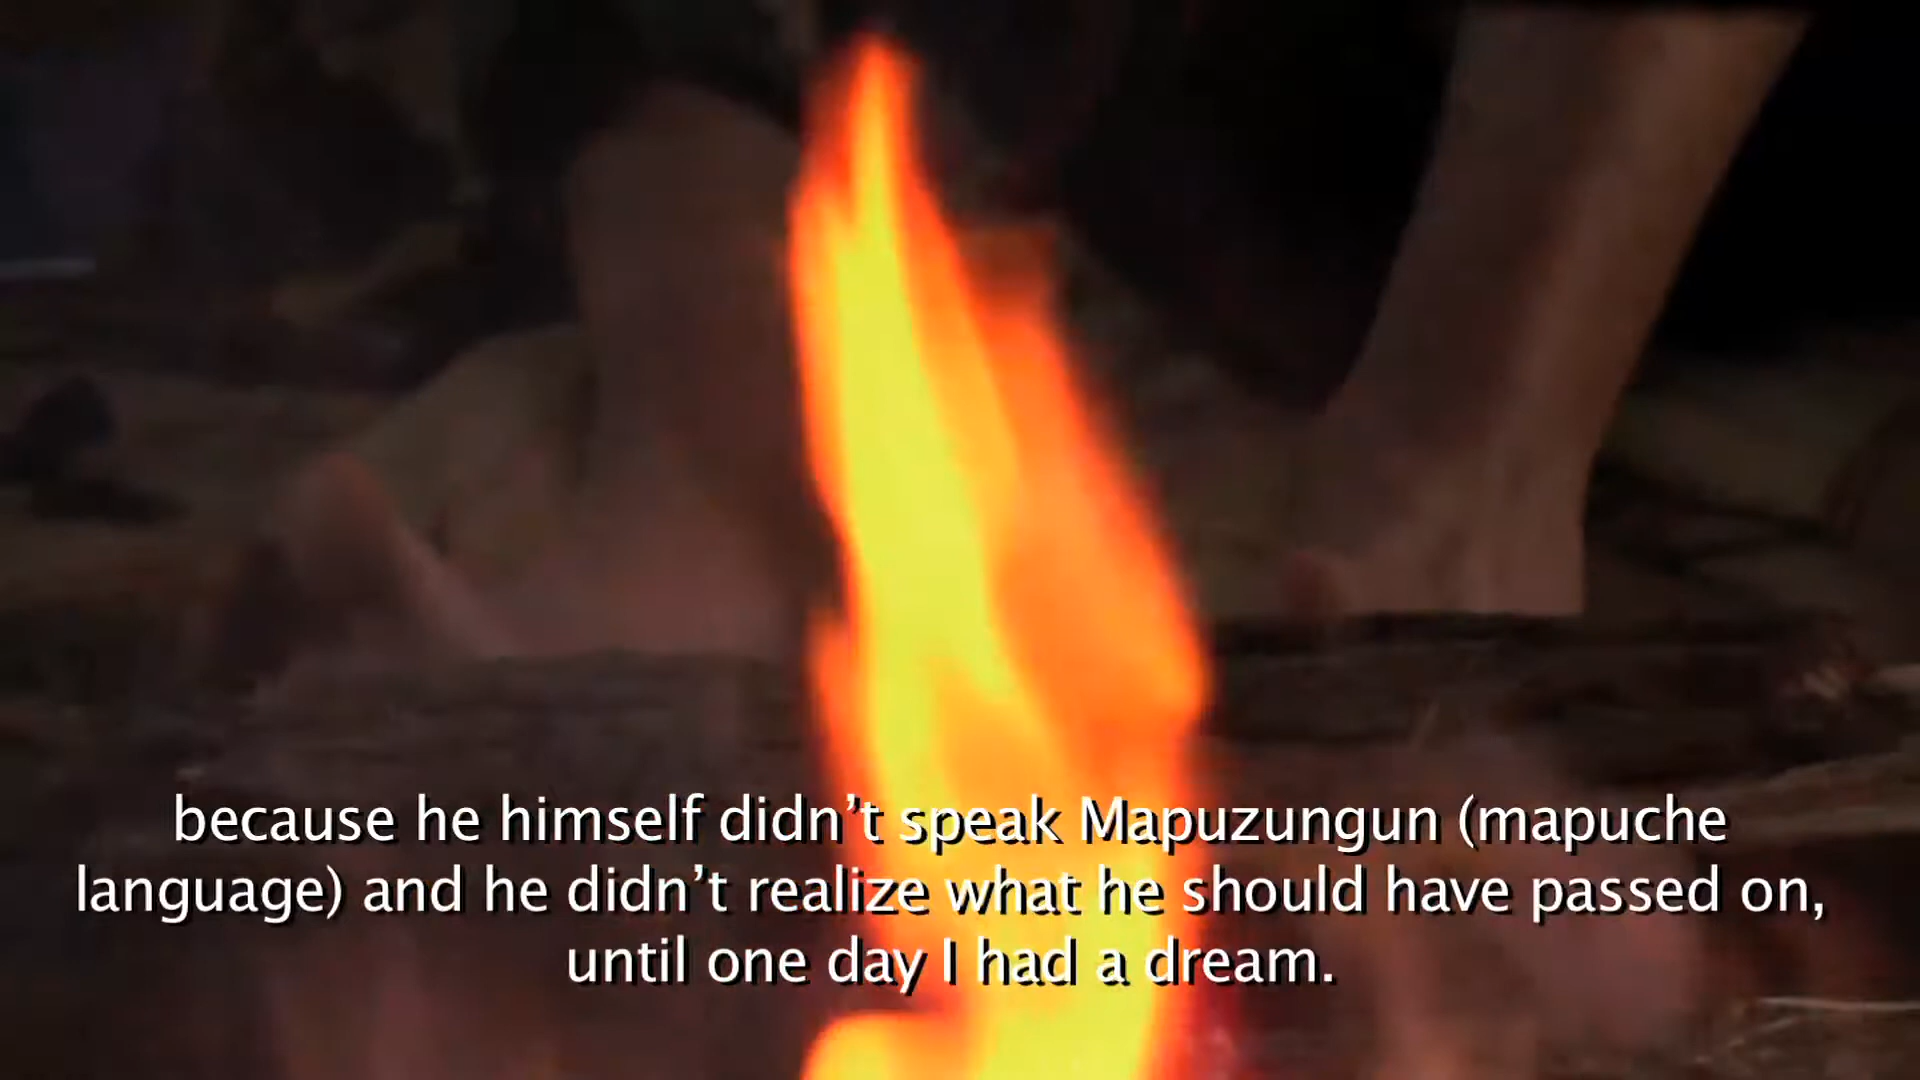 because he himself didn’t speak Mapuzungun (mapuche
language) and he didn’t realize what he should have passed on,
until one day I had a dream.